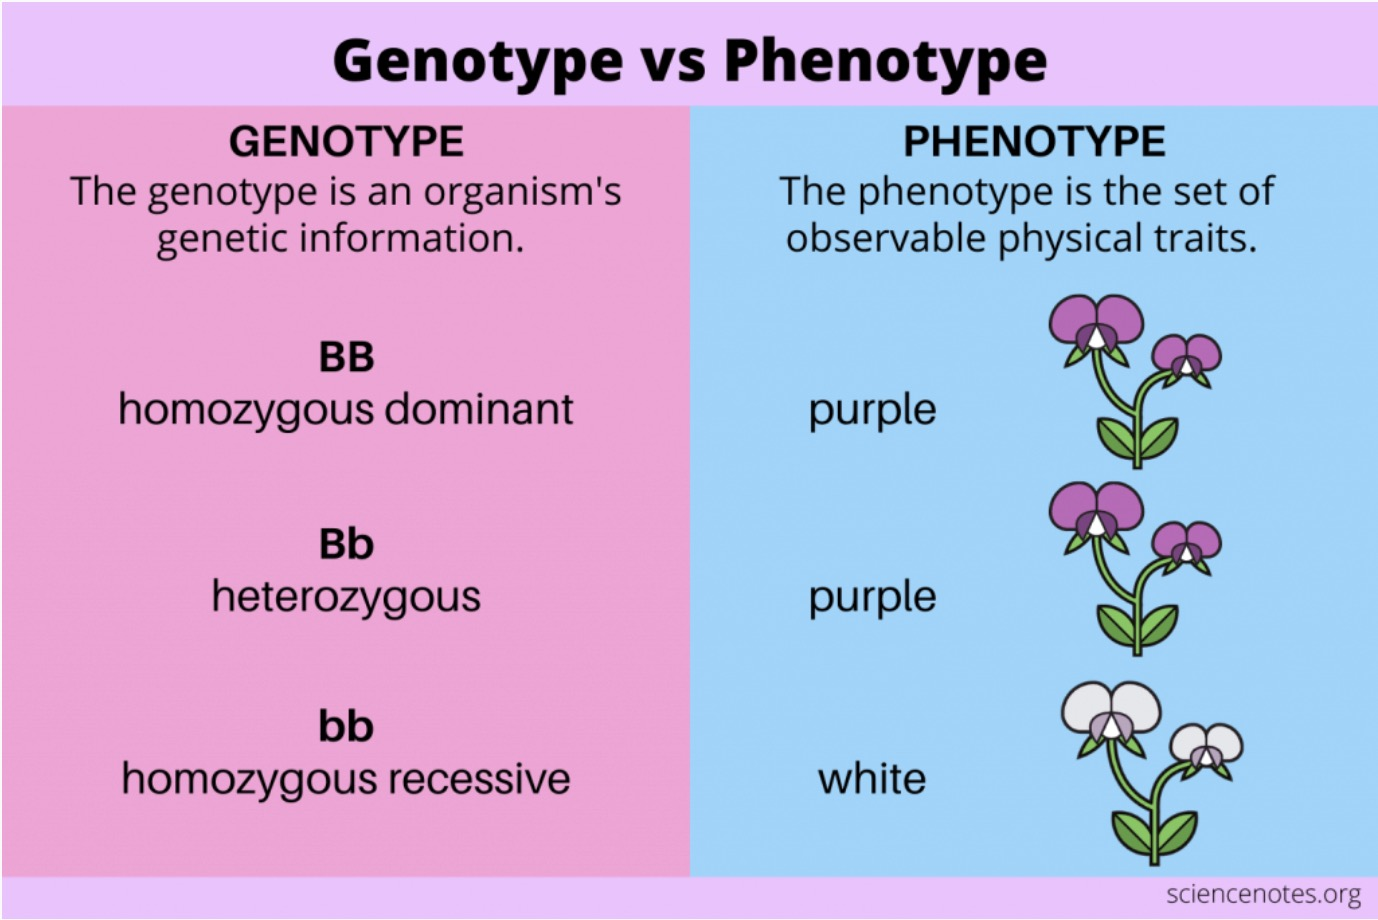 Genotype vs Phenotype
GENOTYPE
The genotype is an organism's
genetic information.
BB
homozygous dominant
Bb
heterozygous
bb
homozygous recessive
PHENOTYPE
The phenotype is the set of
observable physical traits.
purple
purple
white
sciencenotes.org